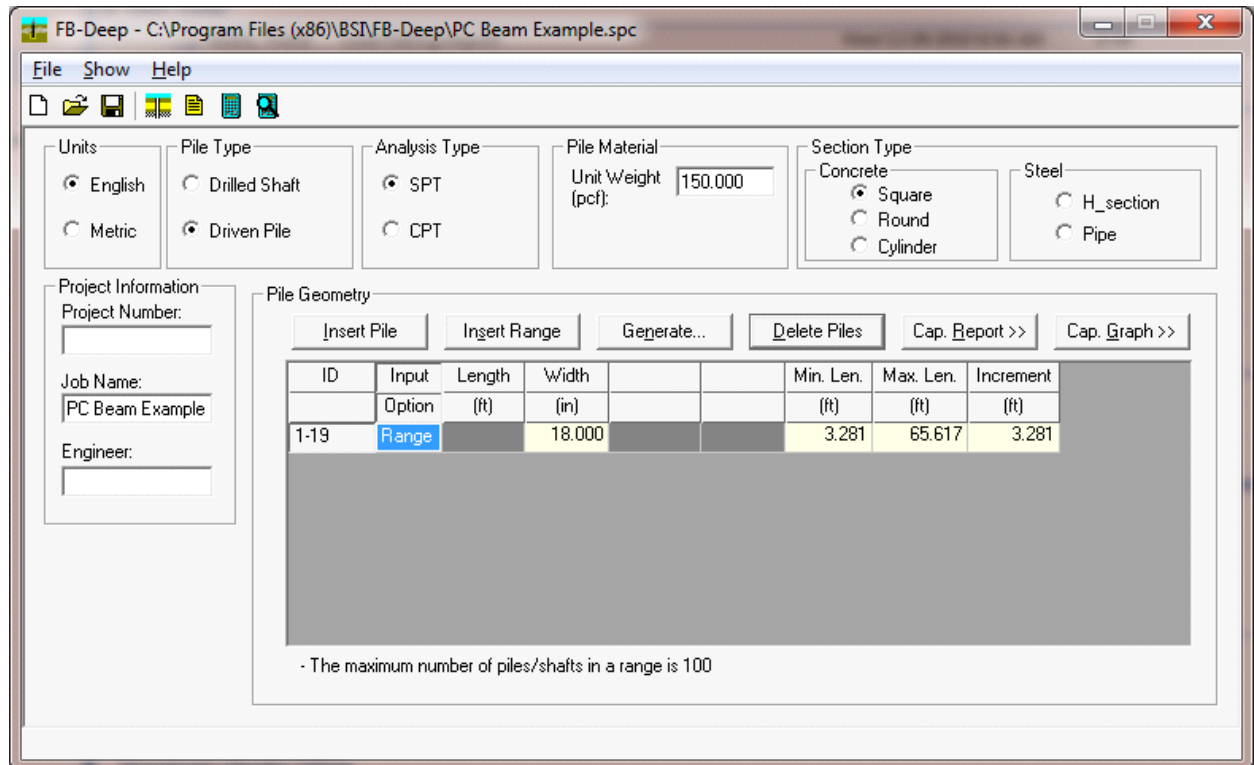 FB-Deep - C:\Program Files (x86)\BSI\FB-Deep\PC Beam Example.spc
File Show Help
Units
English
Metric
Pile Type
Drilled Shaft
Driven Pile
Analysis Type
SPT
CPT
Pile Material
Unit Weight 150.000
(pcf):
Section Type
Concrete
Square
Round
Cylinder
Steel
H_section
Pipe
Project Information
Project Number:
Job Name:
PC Beam Example
Engineer:
Pile Geometry
Insert Pile Insert Range Generate... Delete Piles Cap. Report >> Cap. Graph >>
ID Input Length Width Min. Len. Max. Len. Increment
Option (ft) (in) (ft) (ft) (ft)
1-19 Range 18.000 3.281 65.617 3.281
- The maximum number of piles/shafts in a range is 100